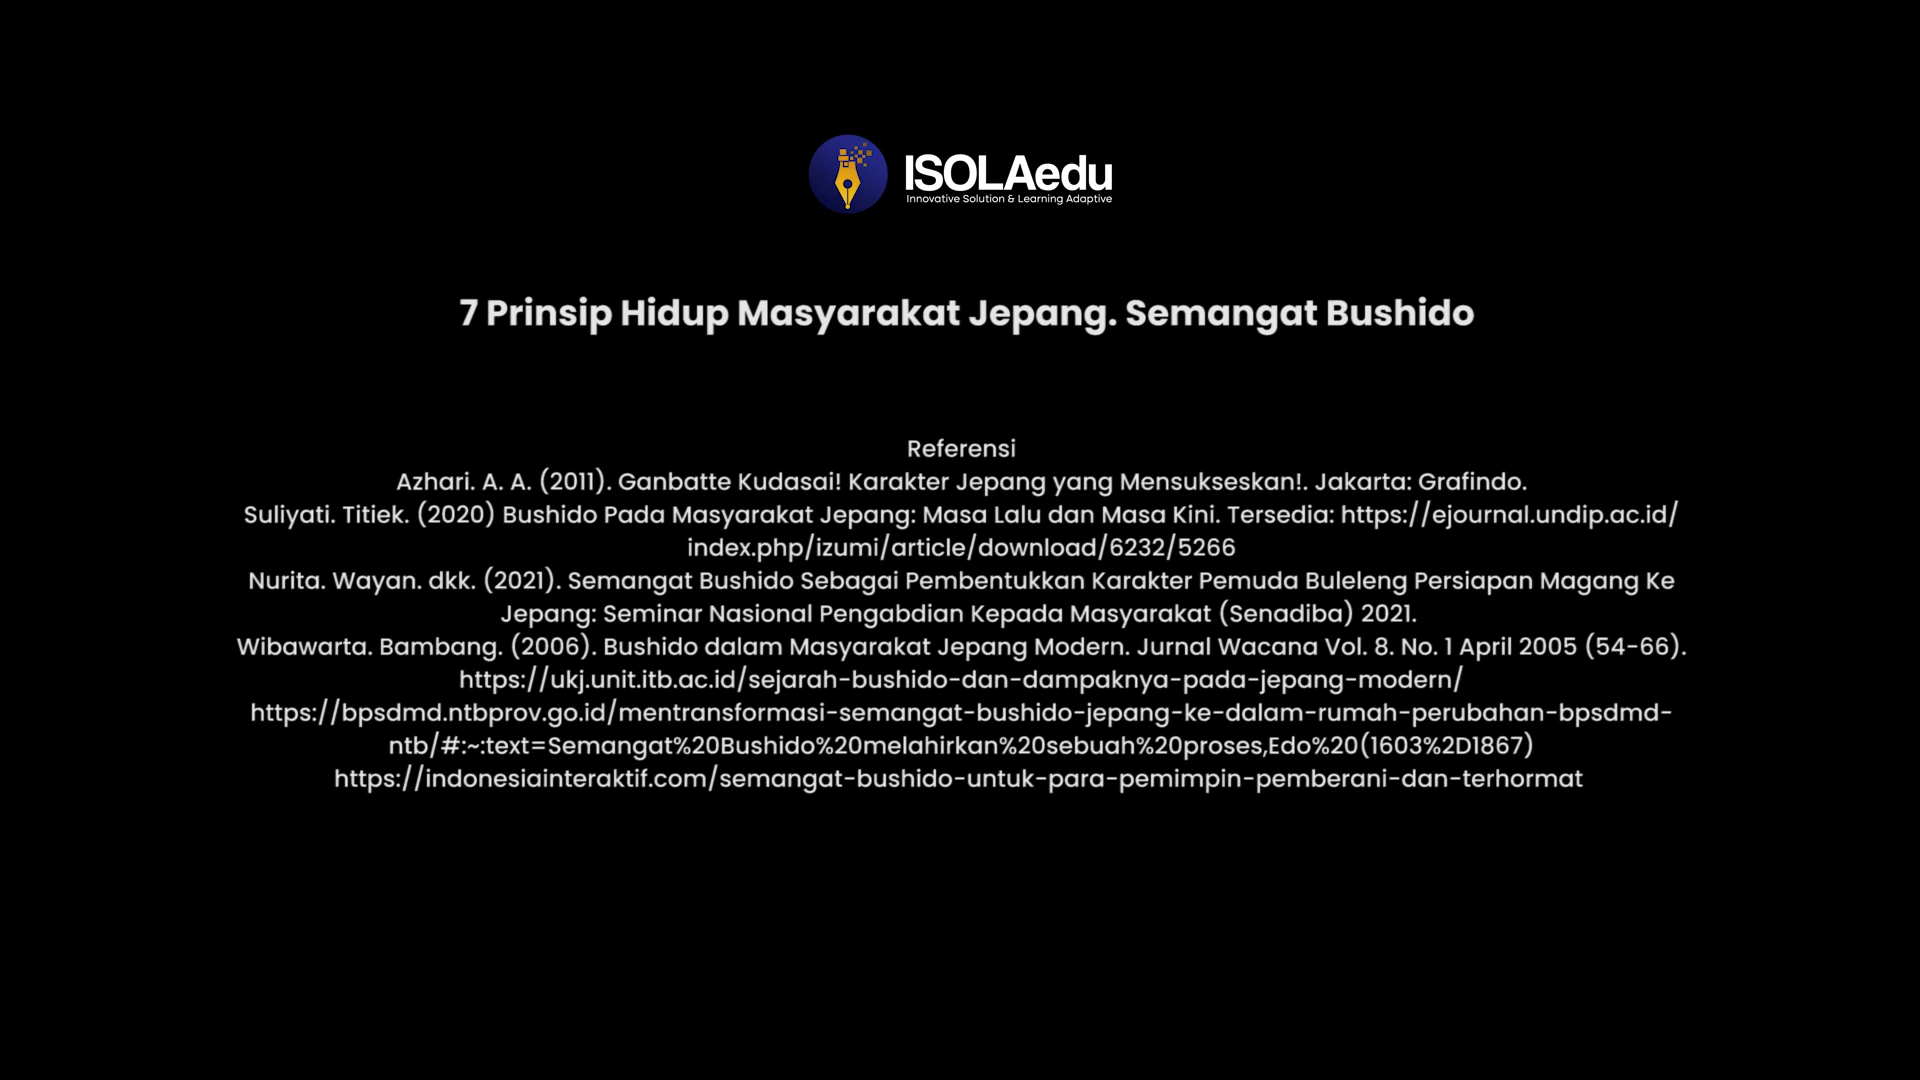 ISOLAedu
Innovative Solution & Learning Adaptive
7 Prinsip Hidup Masyarakat Jepang. Semangat Bushido
Referensi
Azhari. A. A. (2011). Ganbatte Kudasai! Karakter Jepang yang Mensukseskan!. Jakarta: Grafindo.
Suliyati. Titiek. (2020) Bushido Pada Masyarakat Jepang: Masa Lalu dan Masa Kini. Tersedia: https://ejournal.undip.ac.id/
index.php/izumi/article/download/6232/5266
Nurita. Wayan. dkk. (2021). Semangat Bushido Sebagai Pembentukkan Karakter Pemuda Buleleng Persiapan Magang Ke
Jepang: Seminar Nasional Pengabdian Kepada Masyarakat (Senadiba) 2021.
Wibawarta. Bambang. (2006). Bushido dalam Masyarakat Jepang Modern. Jurnal Wacana Vol. 8. No. 1 April 2005 (54-66).
https://ukj.unit.itb.ac.id/sejarah-bushido-dan-dampaknya-pada-jepang-modern/
https://bpsdmd.ntbprov.go.id/mentransformasi-semangat-bushido-jepang-ke-dalam-rumah-perubahan-bpsdmd-
ntb/#:~:text=Semangat%20Bushido%20melahirkan%20sebuah%20proses,Edo%20(1603%2D1867)
https://indonesiainteraktif.com/semangat-bushido-untuk-para-pemimpin-pemberani-dan-terhormat